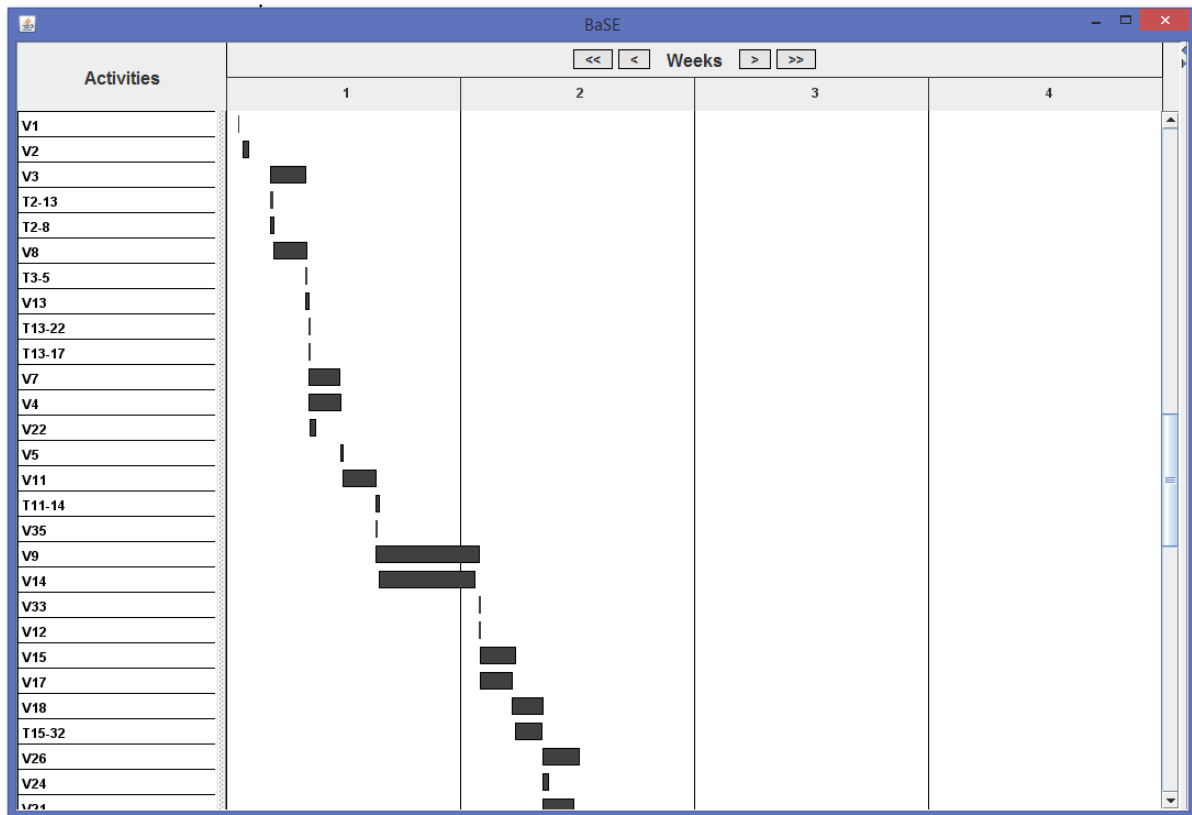 BaSE
Activities
<< < Weeks > >>
1 2 3 4
V1
V2
V3
T2-13
T2-8
V8
T3-5
V13
T13-22
T13-17
V7
V4
V22
V5
V11
T11-14
V35
V9
V14
V33
V12
V15
V17
V18
T15-32
V26
V24